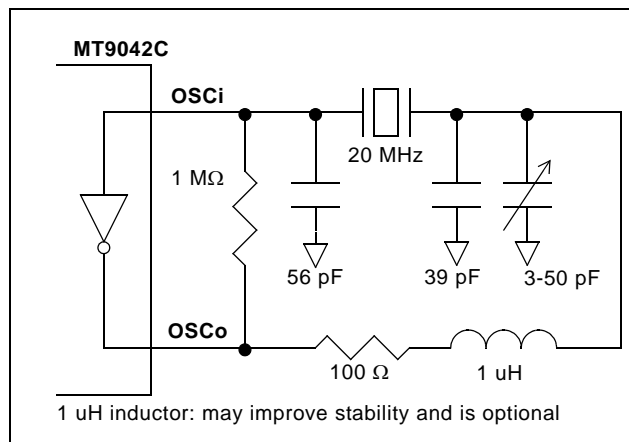 MT9042C
OSCi
20 MHz
1 MΩ
56 pF
39 pF
3-50 pF
OSCo
100 Ω
1 uH
1 uH inductor: may improve stability and is optional